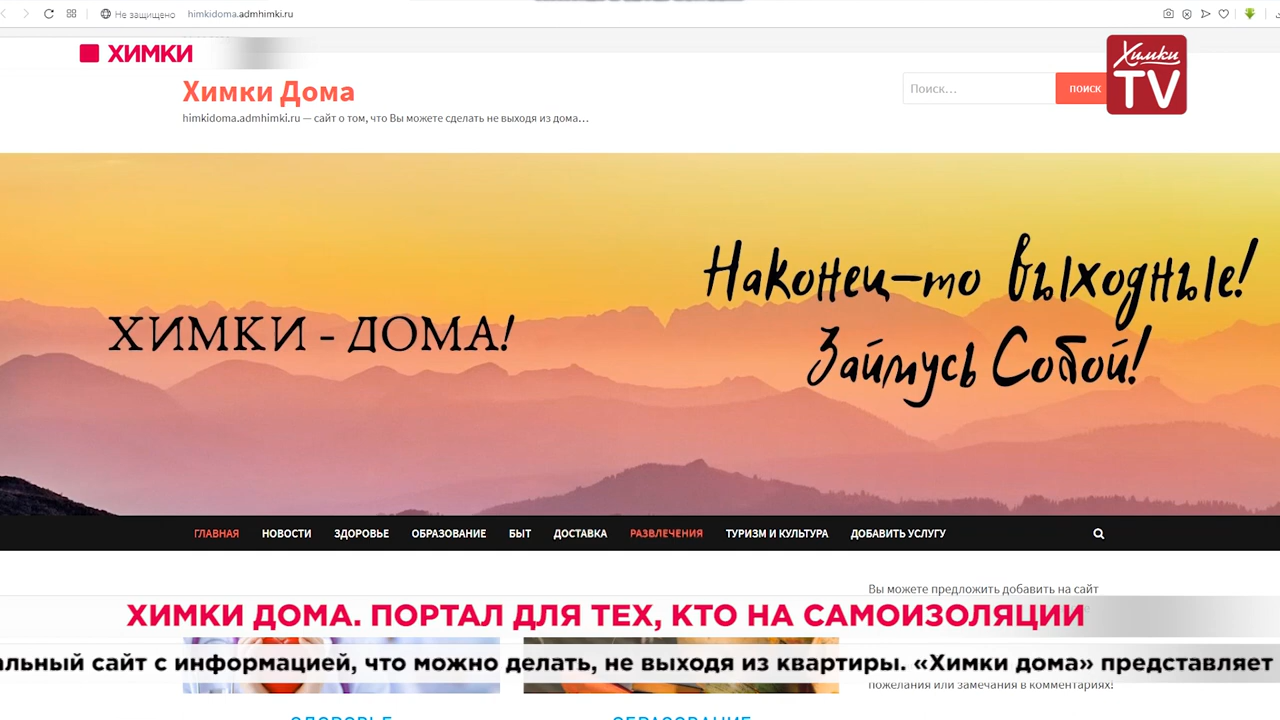 Не защищено himkidoma.admhimki.ru
ХИМКИ
Химки TV
Химки Дома
Поиск... ПОИСК
himkidoma.admhimki.ru — сайт о том, что Вы можете сделать не выходя из дома...
Наконец-то выходные!
ХИМКИ - ДОМА!
Займусь Собой!
ГЛАВНАЯ НОВОСТИ ЗДОРОВЬЕ ОБРАЗОВАНИЕ БЫТ ДОСТАВКА РАЗВЛЕЧЕНИЯ ТУРИЗМ И КУЛЬТУРА ДОБАВИТЬ УСЛУГУ
Вы можете предложить добавить на сайт
ХИМКИ ДОМА. ПОРТАЛ ДЛЯ ТЕХ, КТО НА САМОИЗОЛЯЦИИ
альный сайт с информацией, что можно делать, не выходя из квартиры. «Химки дома» представляет
пожелания или замечания в комментариях!
ЗДОРОВЬЕ ОБРАЗОВАНИЕ